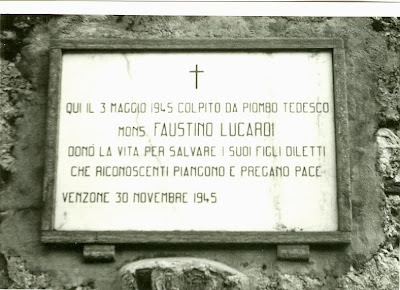 QUI IL 3 MAGGIO 1945 COLPITO DA PIOMBO TEDESCO
MONS. FAUSTINO LUCARDI
DONÒ LA VITA PER SALVARE I SUOI FIGLI DILETTI
CHE RICONOSCENTI PIANGONO E PREGANO PACE
VENZONE 30 NOVEMBRE 1945